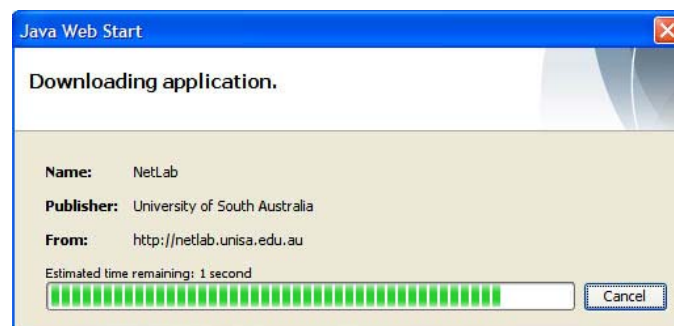 Java Web Start
Downloading application.
Name: NetLab
Publisher: University of South Australia
From: http://netlab.unisa.edu.au
Estimated time remaining: 1 second
Cancel